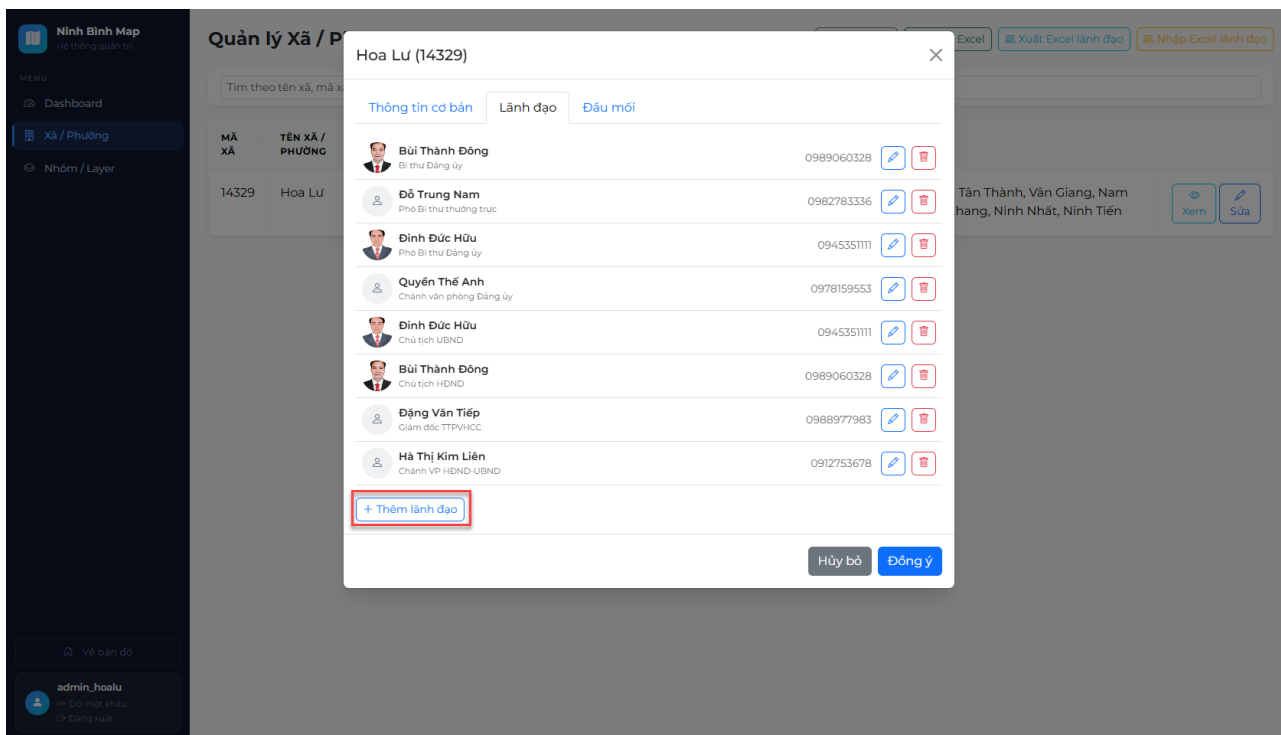 Ninh Bình Map
Hệ thống quản trị
MENU
Dashboard
Xã / Phường
Nhóm / Layer
Về bản đồ
admin_hoalu
Đổi mật khẩu
Đăng xuất
Quản lý Xã / P
Excel
Xuất Excel lãnh đạo
Nhập Excel lãnh đạo
Tìm theo tên xã, mã x
MÃ XÃ
TÊN XÃ / PHƯỜNG
14329
Hoa Lư
Tân Thành, Vân Giang, Nam
hang, Ninh Nhất, Ninh Tiến
Xem
Sửa
Hoa Lư (14329)
Thông tin cơ bản
Lãnh đạo
Đầu mối
Bùi Thành Đông
Bí thư Đảng ủy
0989060328
Đỗ Trung Nam
Phó Bí thư thường trực
0982783336
Đinh Đức Hữu
Phó Bí thư Đảng ủy
0945351111
Quyền Thế Anh
Chánh văn phòng Đảng ủy
0978159553
Đinh Đức Hữu
Chủ tịch UBND
0945351111
Bùi Thành Đông
Chủ tịch HĐND
0989060328
Đặng Văn Tiếp
Giám đốc TTPVHCC
0988977983
Hà Thị Kim Liên
Chánh VP HĐND-UBND
0912753678
+ Thêm lãnh đạo
Hủy bỏ
Đồng ý